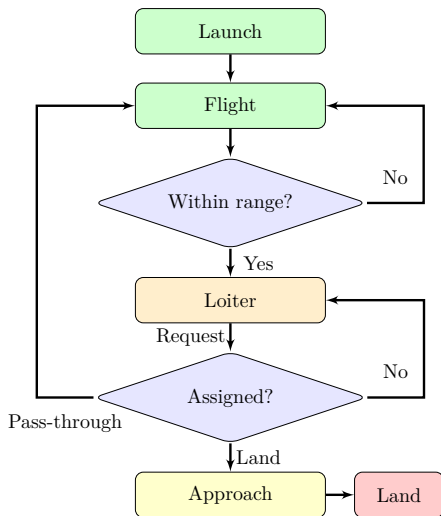 Launch
Flight
No
Within range?
Yes
Loiter
Request
No
Assigned?
Pass-through
Land
Approach
Land